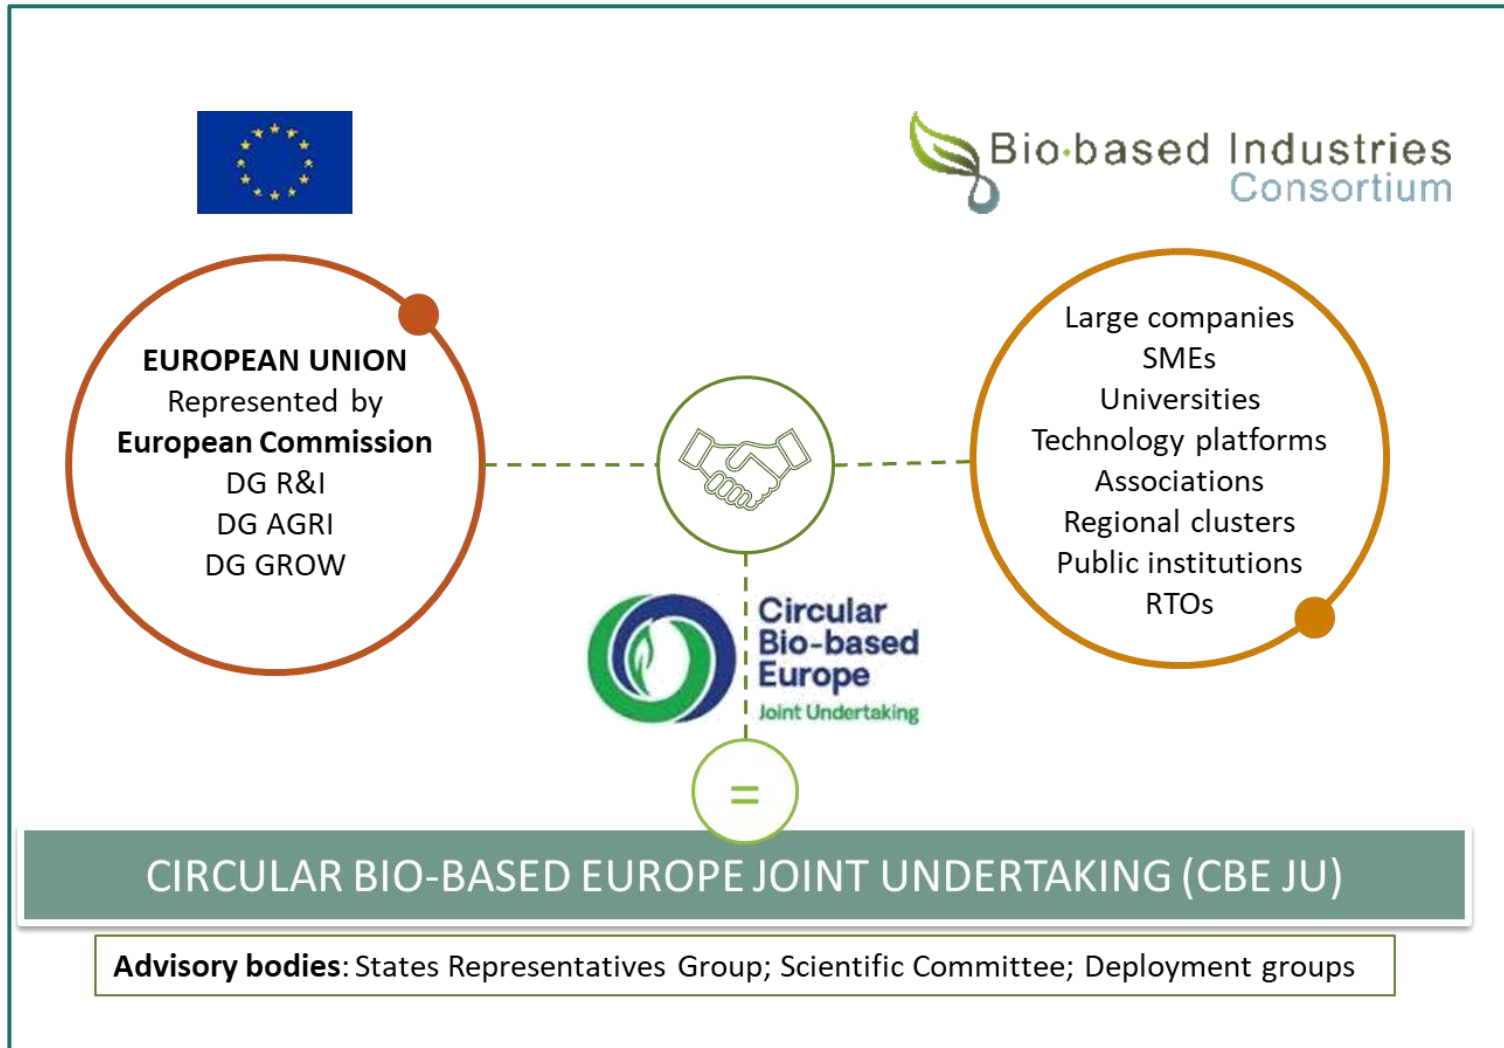 Bio·based Industries
Consortium
EUROPEAN UNION
Represented by
European Commission
DG R&I
DG AGRI
DG GROW
Large companies
SMEs
Universities
Technology platforms
Associations
Regional clusters
Public institutions
RTOs
Circular
Bio-based
Europe
Joint Undertaking
=
CIRCULAR BIO-BASED EUROPE JOINT UNDERTAKING (CBE JU)
Advisory bodies: States Representatives Group; Scientific Committee; Deployment groups